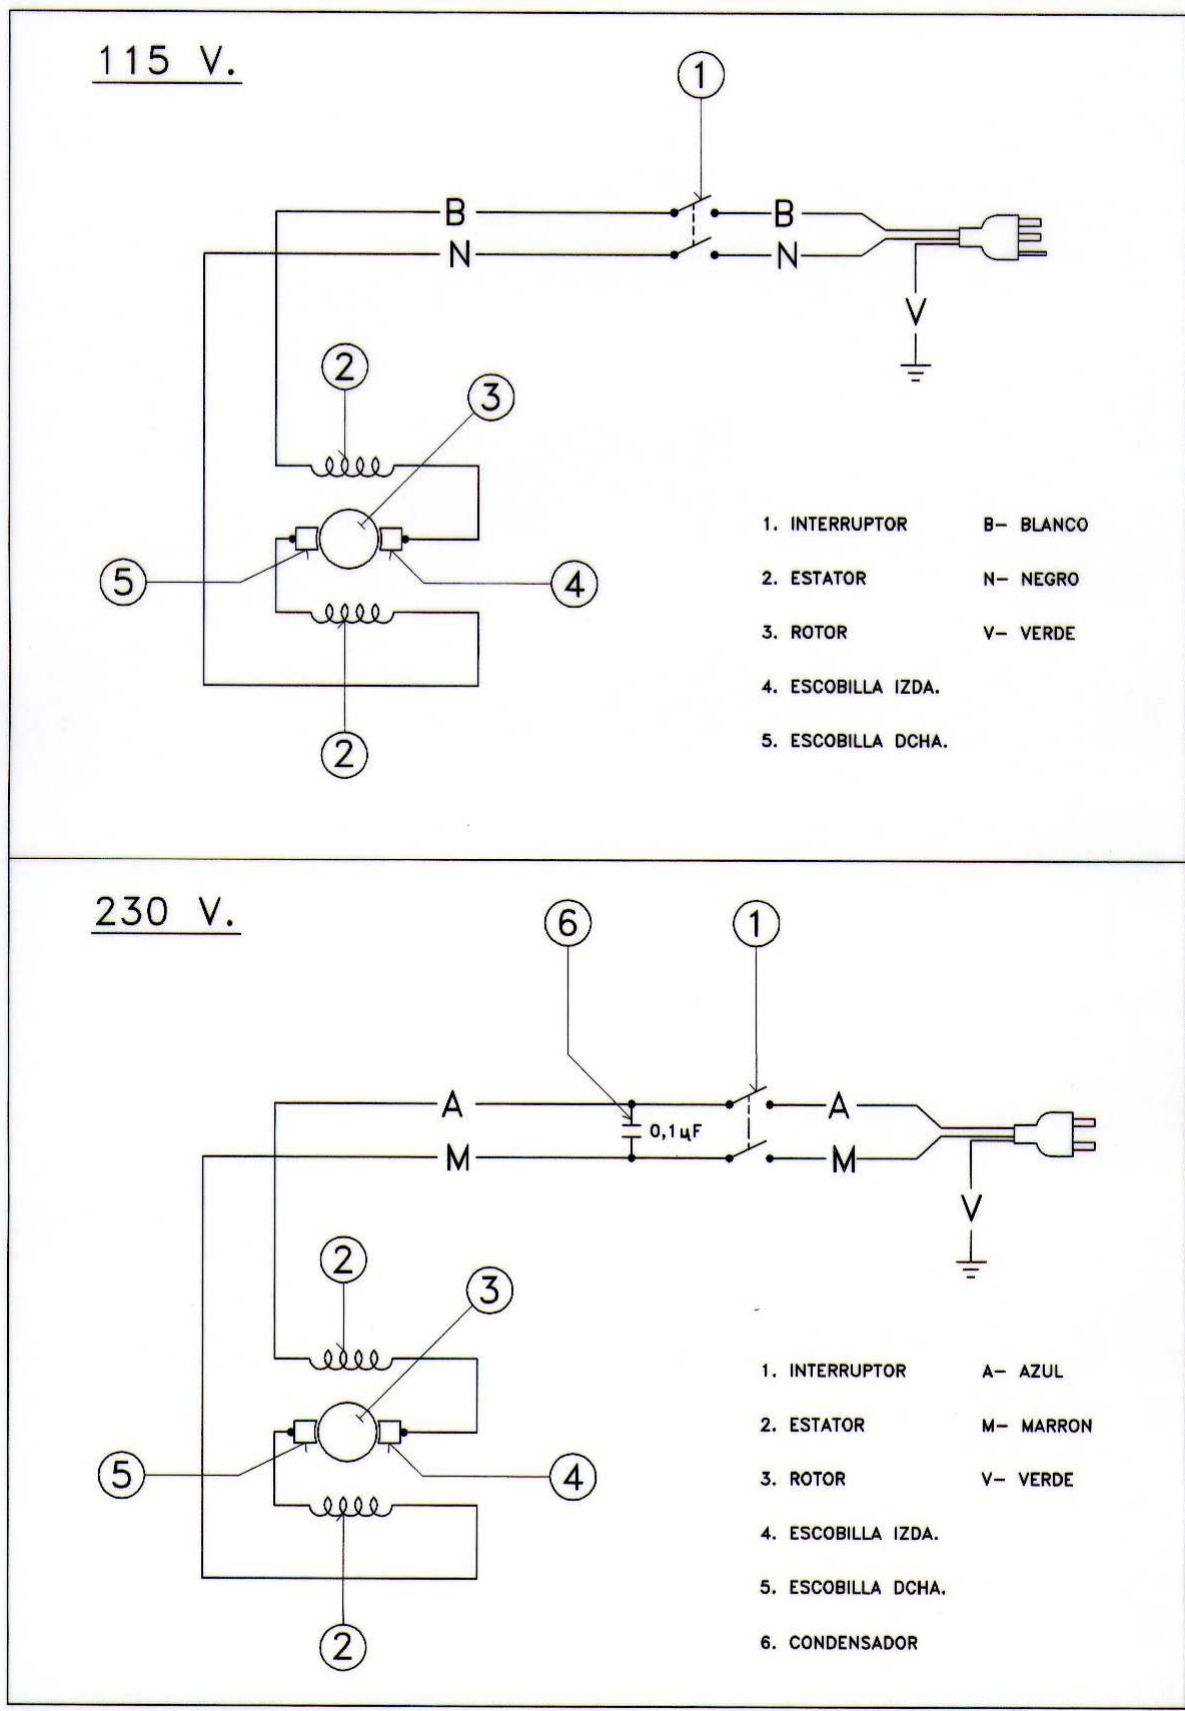 115 V.
1
B
B
N
N
V
2
3
5
4
2
1. INTERRUPTOR B- BLANCO
2. ESTATOR N- NEGRO
3. ROTOR V- VERDE
4. ESCOBILLA IZDA.
5. ESCOBILLA DCHA.
230 V.
6
1
A
A
0,1µF
M
M
V
2
3
5
4
2
1. INTERRUPTOR A- AZUL
2. ESTATOR M- MARRON
3. ROTOR V- VERDE
4. ESCOBILLA IZDA.
5. ESCOBILLA DCHA.
6. CONDENSADOR